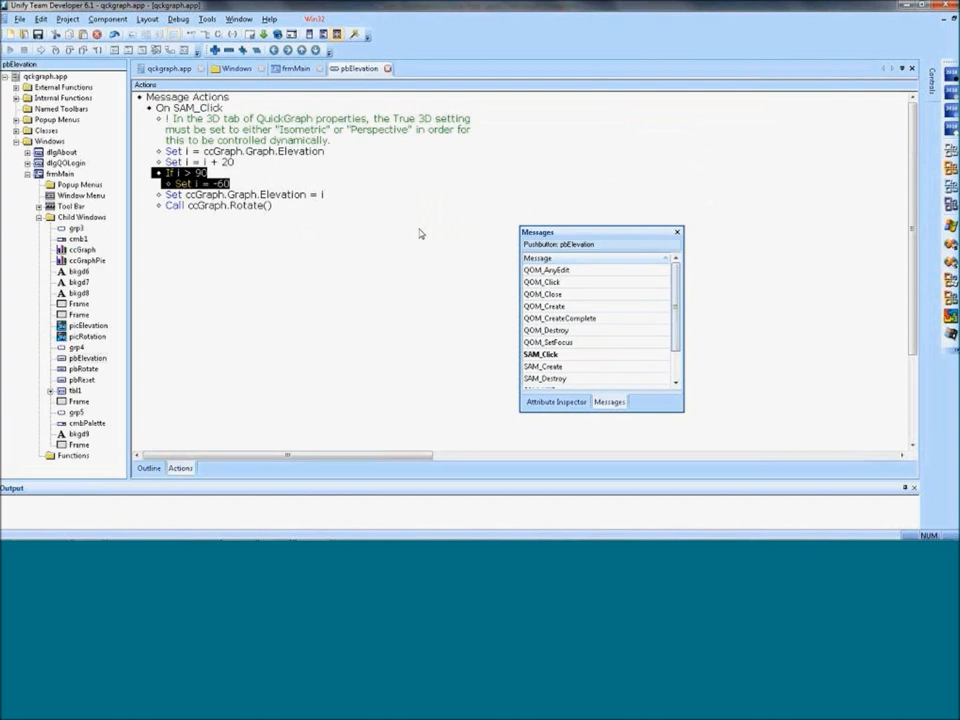 Unify Team Developer 6.1 - qckgraph.app - [qckgraph.app]
File Edit Project Component Layout Debug Tools Window Help Win32
pbElevation
qckgraph.app Windows frmMain pbElevation
Controls
Actions
qckgraph.app
External Functions
Internal Functions
Named Toolbars
Popup Menus
Classes
Windows
dlgAbout
dlgQOLogin
frmMain
Popup Menus
Window Menu
Tool Bar
Child Windows
grp3
cmb1
ccGraph
ccGraphPie
bkgd6
bkgd7
bkgd8
Frame
Frame
picElevation
picRotation
grp4
pbElevation
pbRotate
pbReset
tbl1
Frame
grp5
cmbPalette
bkgd9
Frame
Functions
Message Actions
On SAM_Click
! In the 3D tab of QuickGraph properties, the True 3D setting
must be set to either "Isometric" or "Perspective" in order for
this to be controlled dynamically.
Set i = ccGraph.Graph.Elevation
Set i = i + 20
If i > 90
Set i = -60
Set ccGraph.Graph.Elevation = i
Call ccGraph.Rotate()
Messages
Pushbutton: pbElevation
Message
QOM_AnyEdit
QOM_Click
QOM_Close
QOM_Create
QOM_CreateComplete
QOM_Destroy
QOM_SetFocus
SAM_Click
SAM_Create
SAM_Destroy
Attribute Inspector Messages
Outline Actions
Output
NUM